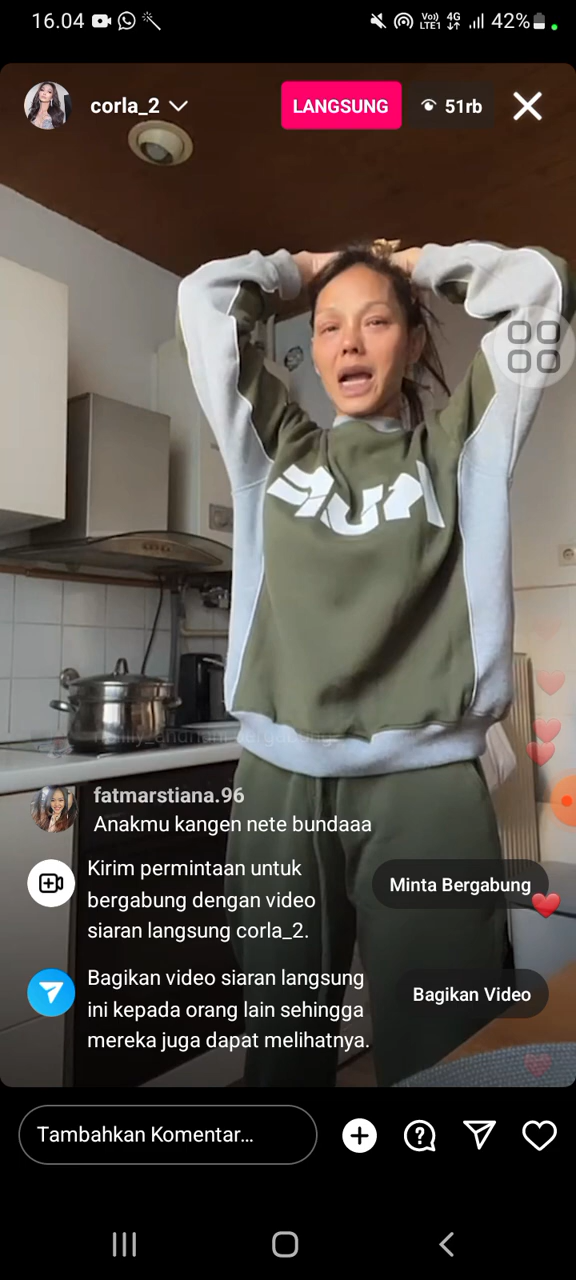 16.04
Vo)) 4G
LTE1
42%
corla_2
LANGSUNG
51rb
fatmarstiana.96
Anakmu kangen nete bundaaa
Kirim permintaan untuk
bergabung dengan video
siaran langsung corla_2.
Minta Bergabung
Bagikan video siaran langsung
ini kepada orang lain sehingga
mereka juga dapat melihatnya.
Bagikan Video
Tambahkan Komentar...